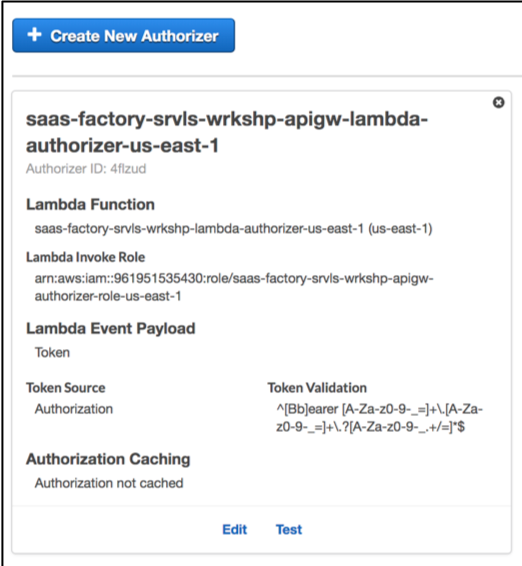 + Create New Authorizer
saas-factory-srvls-wrkshp-apigw-lambda-
authorizer-us-east-1
Authorizer ID: 4flzud
Lambda Function
saas-factory-srvls-wrkshp-lambda-authorizer-us-east-1 (us-east-1)
Lambda Invoke Role
arn:aws:iam::961951535430:role/saas-factory-srvls-wrkshp-apigw-
authorizer-role-us-east-1
Lambda Event Payload
Token
Token Source
Authorization
Token Validation
^[Bb]earer [A-Za-z0-9-_=]+\.[A-Za-
z0-9-_=]+\.?[A-Za-z0-9-_.+/=]*$
Authorization Caching
Authorization not cached
Edit Test